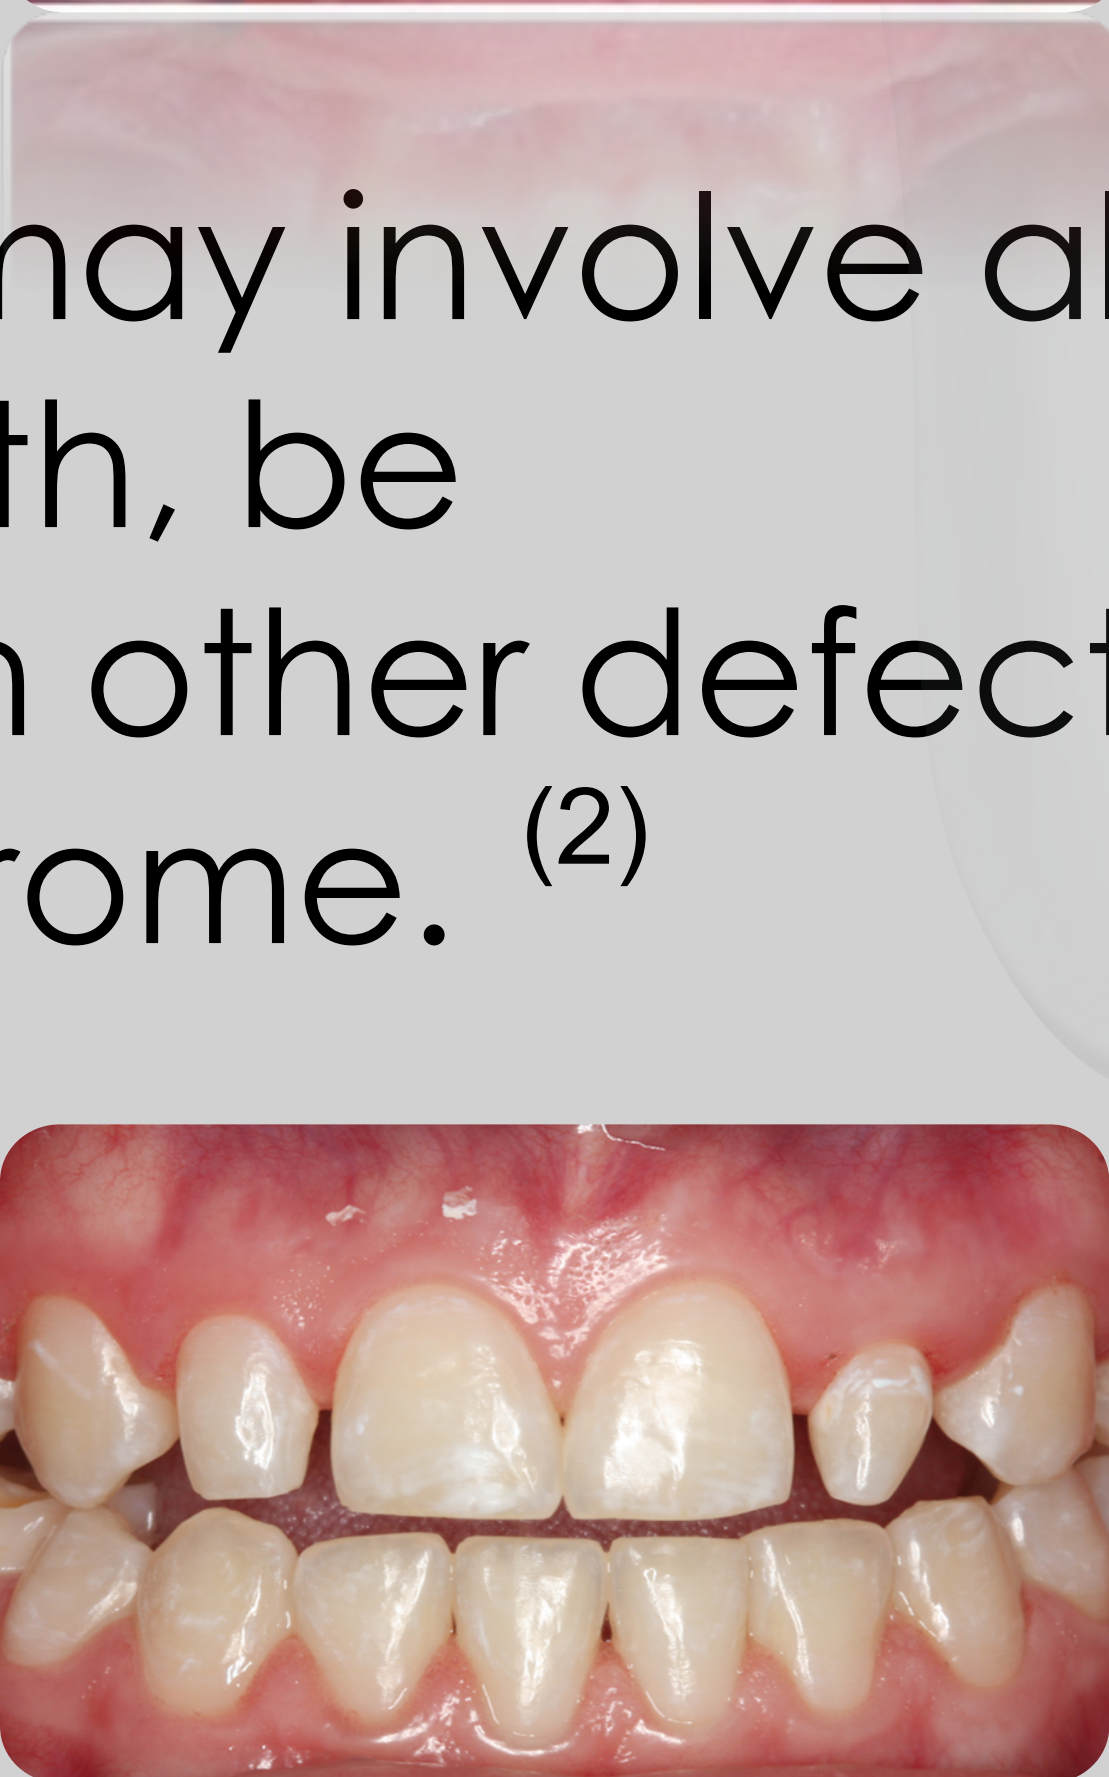 may involve al
th, be
n other defect
rome. (2)